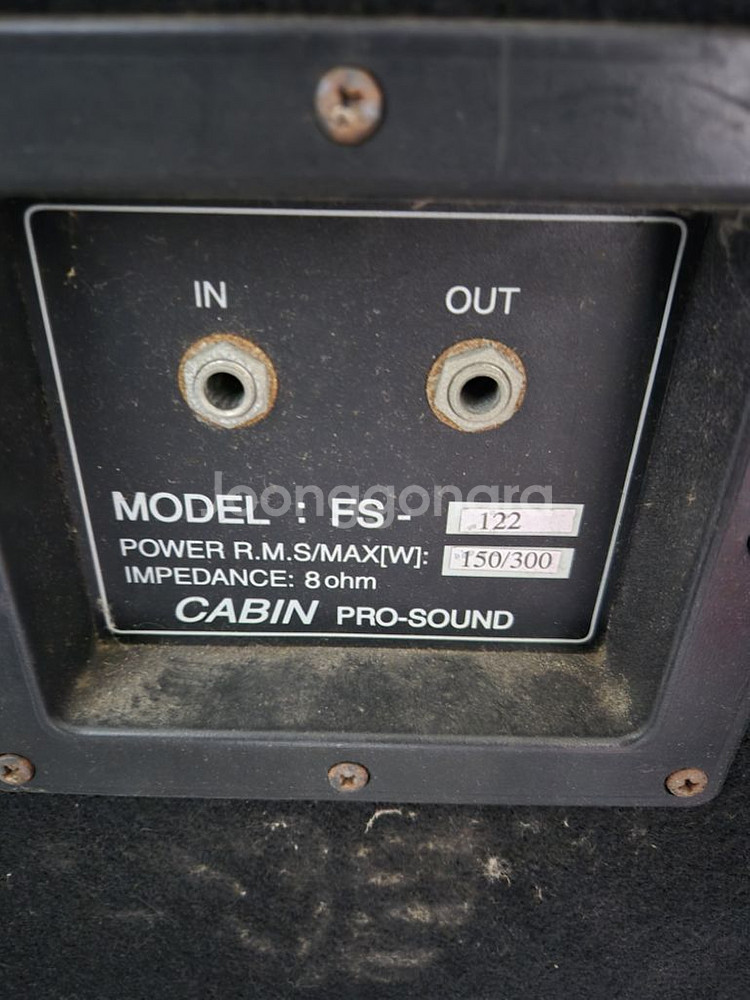 IN OUT
Joonggonara
MODEL : FS- 122
POWER R.M.S/MAX[W]: 150/300
IMPEDANCE: 8 ohm
CABIN PRO-SOUND